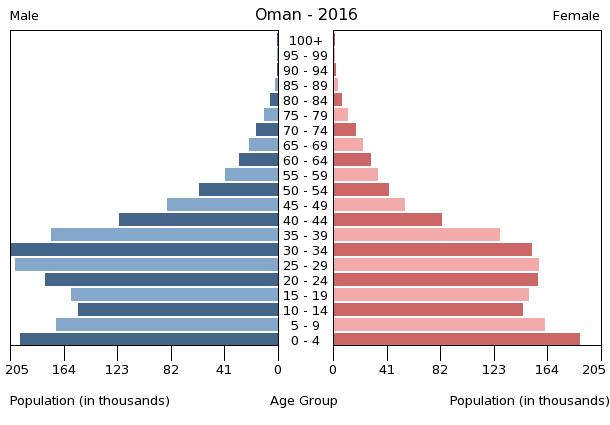 Male Oman - 2016 Female
100+
95 - 99
90 - 94
85 - 89
80 - 84
75 - 79
70 - 74
65 - 69
60 - 64
55 - 59
50 - 54
45 - 49
40 - 44
35 - 39
30 - 34
25 - 29
20 - 24
15 - 19
10 - 14
5 - 9
0 - 4
205 164 123 82 41 0 0 41 82 123 164 205
Population (in thousands) Age Group Population (in thousands)